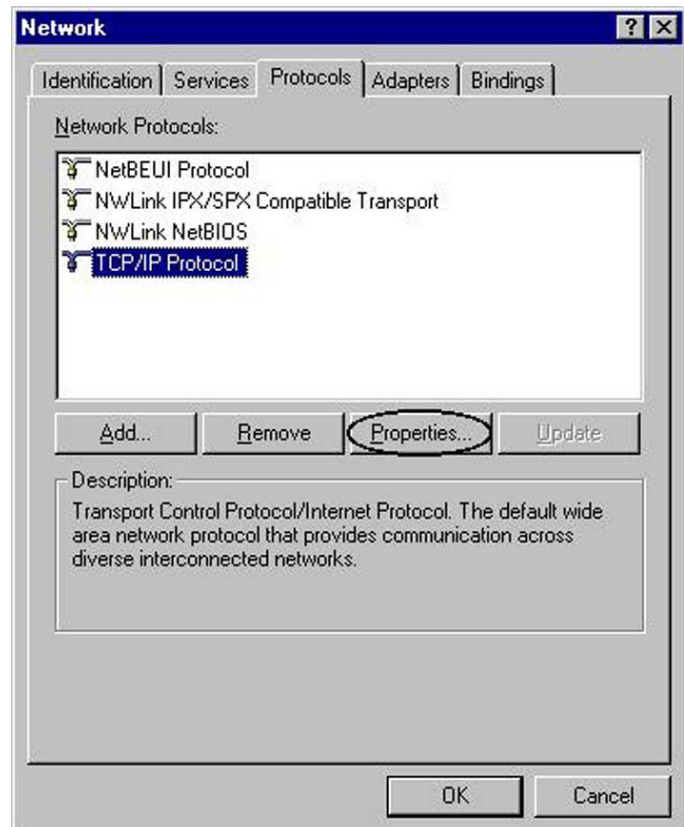 Network
Identification Services Protocols Adapters Bindings
Network Protocols:
NetBEUI Protocol
NWLink IPX/SPX Compatible Transport
NWLink NetBIOS
TCP/IP Protocol
Add... Remove Properties... Update
Description:
Transport Control Protocol/Internet Protocol. The default wide
area network protocol that provides communication across
diverse interconnected networks.
OK Cancel